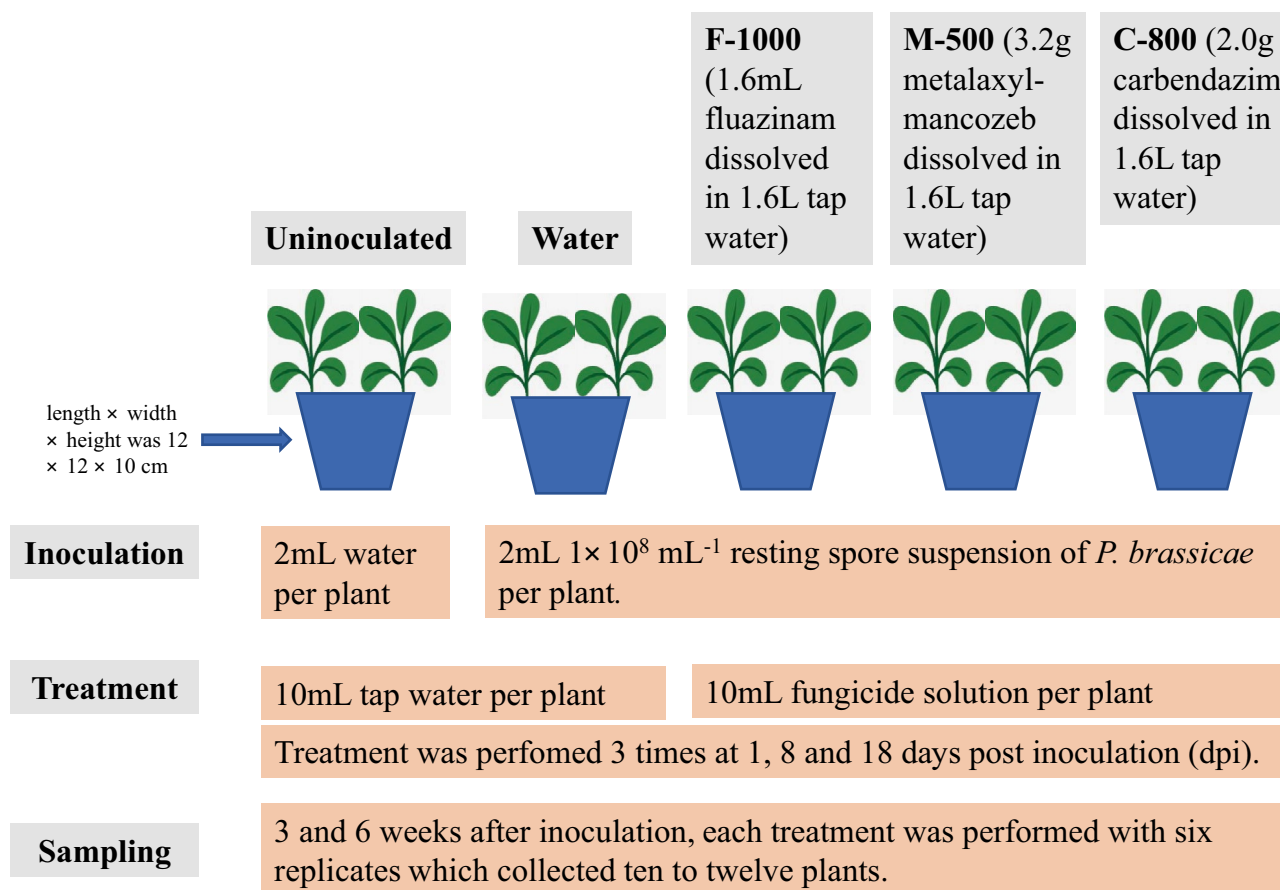 F-1000
(1.6mL
fluazinam
dissolved
in 1.6L tap
water)
M-500 (3.2g
metalaxyl-
mancozeb
dissolved in
1.6L tap
water)
C-800 (2.0g
carbendazim
dissolved in
1.6L tap
water)
Uninoculated
Water
length × width
× height was 12
× 12 × 10 cm
Inoculation
2mL water
per plant
2mL 1× 10⁸ mL⁻¹ resting spore suspension of P. brassicae
per plant.
Treatment
10mL tap water per plant
10mL fungicide solution per plant
Treatment was perfomed 3 times at 1, 8 and 18 days post inoculation (dpi).
Sampling
3 and 6 weeks after inoculation, each treatment was performed with six
replicates which collected ten to twelve plants.